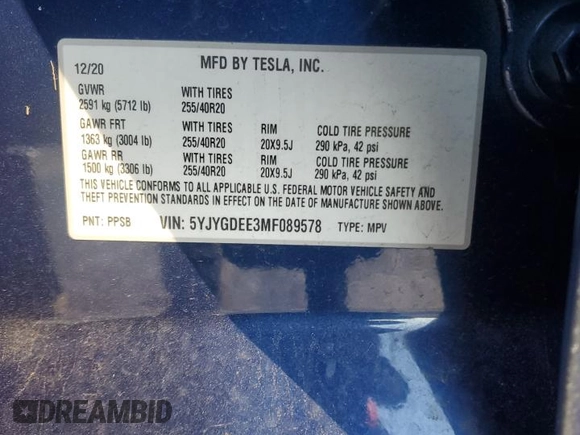 12/20 MFD BY TESLA, INC.
GVWR WITH TIRES
2591 kg (5712 lb) 255/40R20
GAWR FRT WITH TIRES RIM COLD TIRE PRESSURE
1363 kg (3004 lb) 255/40R20 20X9.5J 290 kPa, 42 psi
GAWR RR WITH TIRES RIM COLD TIRE PRESSURE
1500 kg (3306 lb) 255/40R20 20X9.5J 290 kPa, 42 psi
THIS VEHICLE CONFORMS TO ALL APPLICABLE U.S. FEDERAL MOTOR VEHICLE SAFETY AND
THEFT PREVENTION STANDARDS IN EFFECT ON THE DATE OF MANUFACTURE SHOWN
ABOVE.
PNT: PPSB VIN: 5YJYGDEE3MF089578 TYPE: MPV
DREAMBID